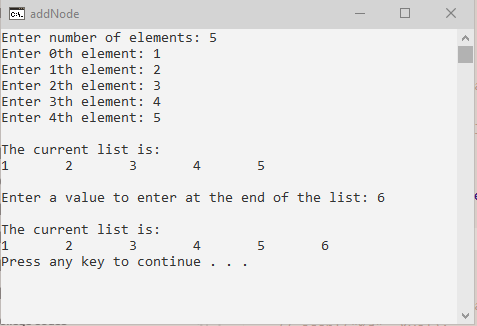 addNode
Enter number of elements: 5
Enter 0th element: 1
Enter 1th element: 2
Enter 2th element: 3
Enter 3th element: 4
Enter 4th element: 5
The current list is:
1 2 3 4 5
Enter a value to enter at the end of the list: 6
The current list is:
1 2 3 4 5 6
Press any key to continue . . .